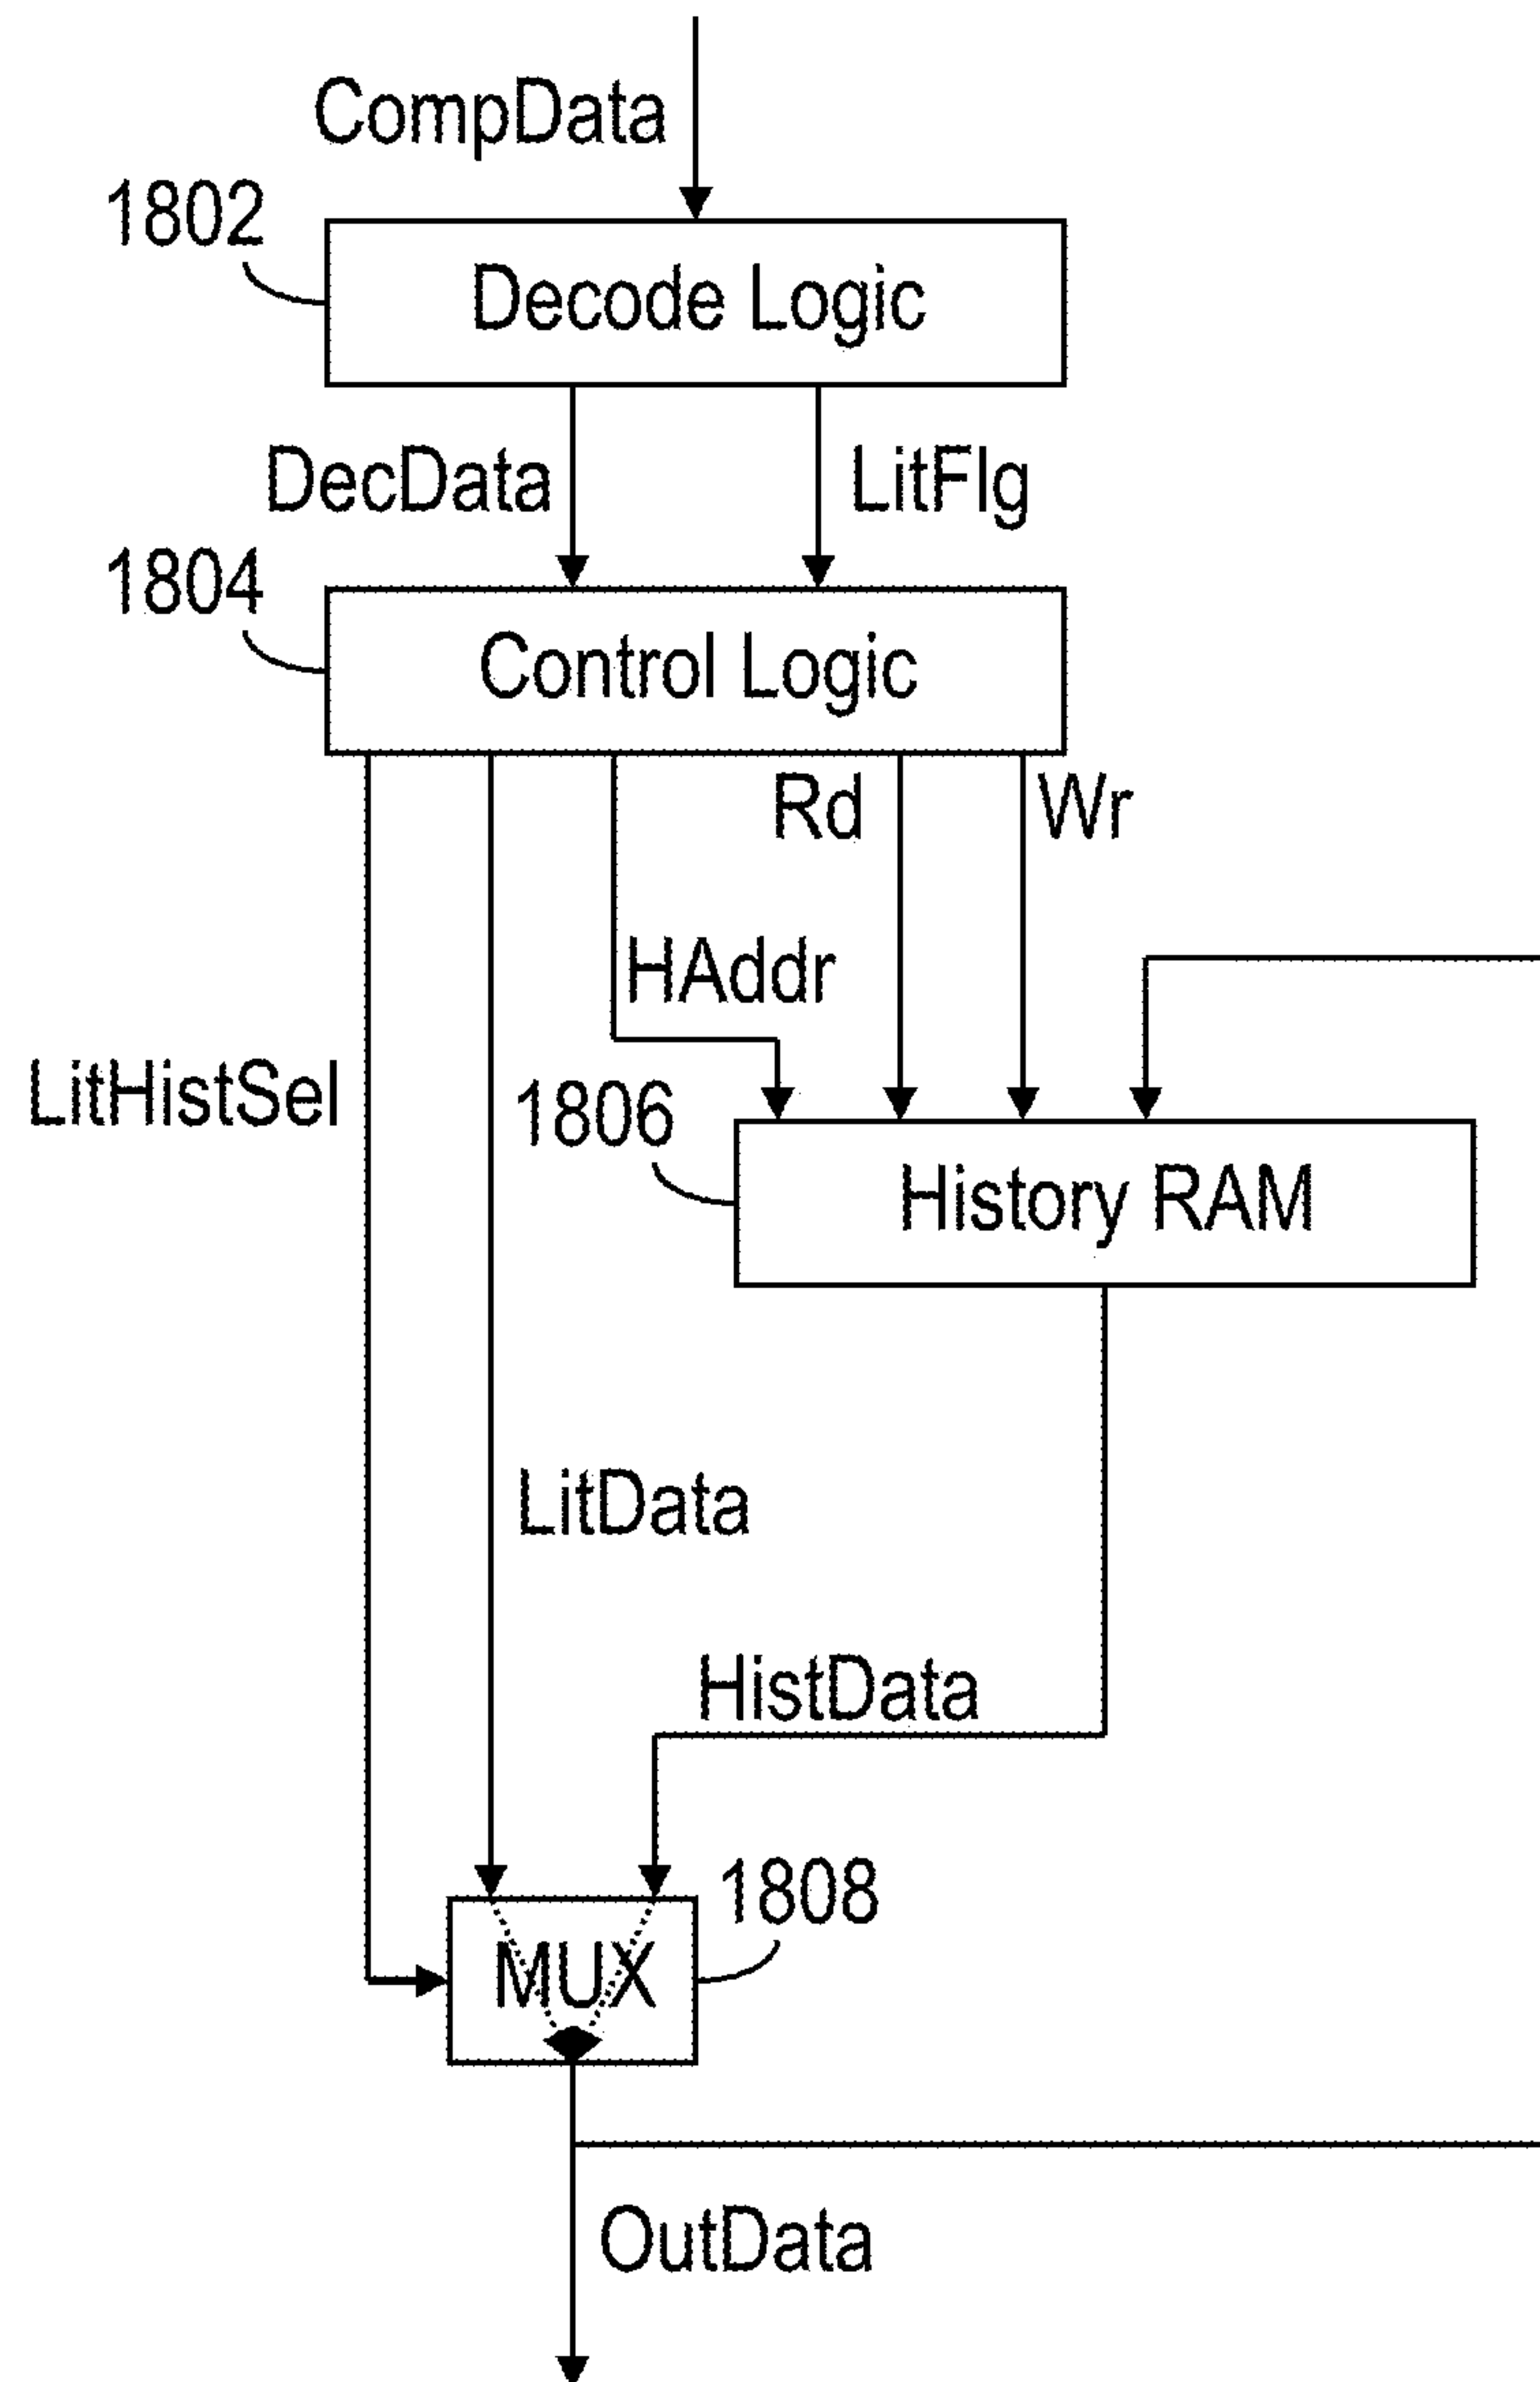 CompData
1802
Decode Logic
DecData
LitFlg
1804
Control Logic
Rd
Wr
HAddr
LitHistSel
1806
History RAM
LitData
HistData
1808
MUX
OutData